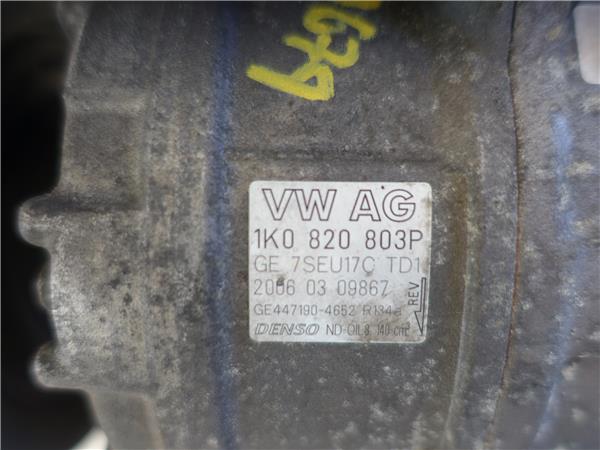 VW AG
1K0 820 803P
GE 7SEU17C TD1
2006 03 09867
GE447190-4652 R134a
REV
DENSO ND-OIL8 140 cm³